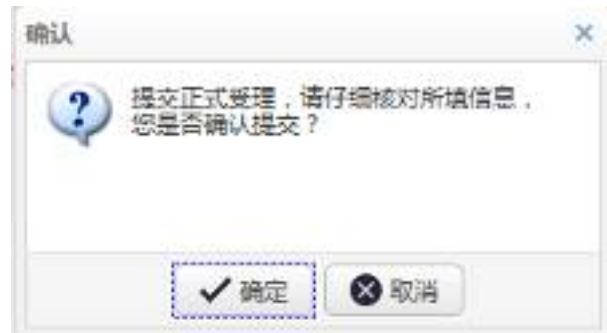 确认
提交正式受理，请仔细核对所填信息，
您是否确认提交？
确定
取消